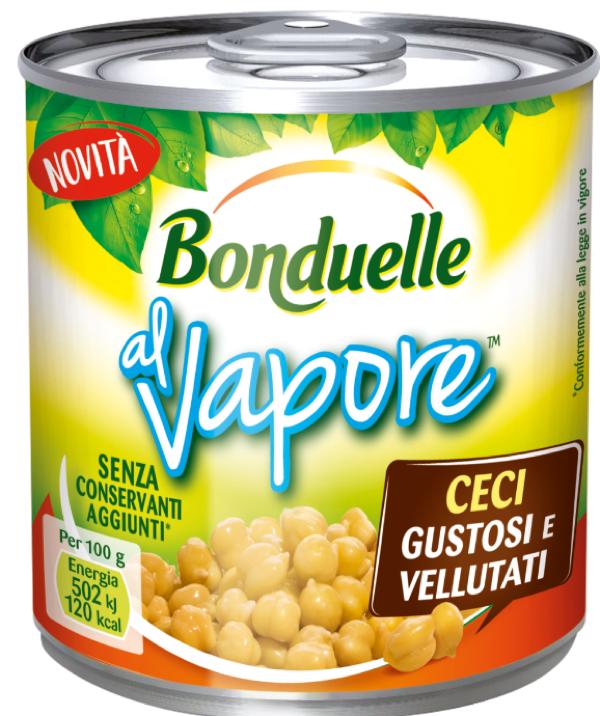 NOVITÀ
Bonduelle
al
Vapore™
SENZA
CONSERVANTI
AGGIUNTI*
Per 100 g
Energia
502 kJ
120 kcal
CECI
GUSTOSI E
VELLUTATI
*Conformemente alla legge in vigore
®